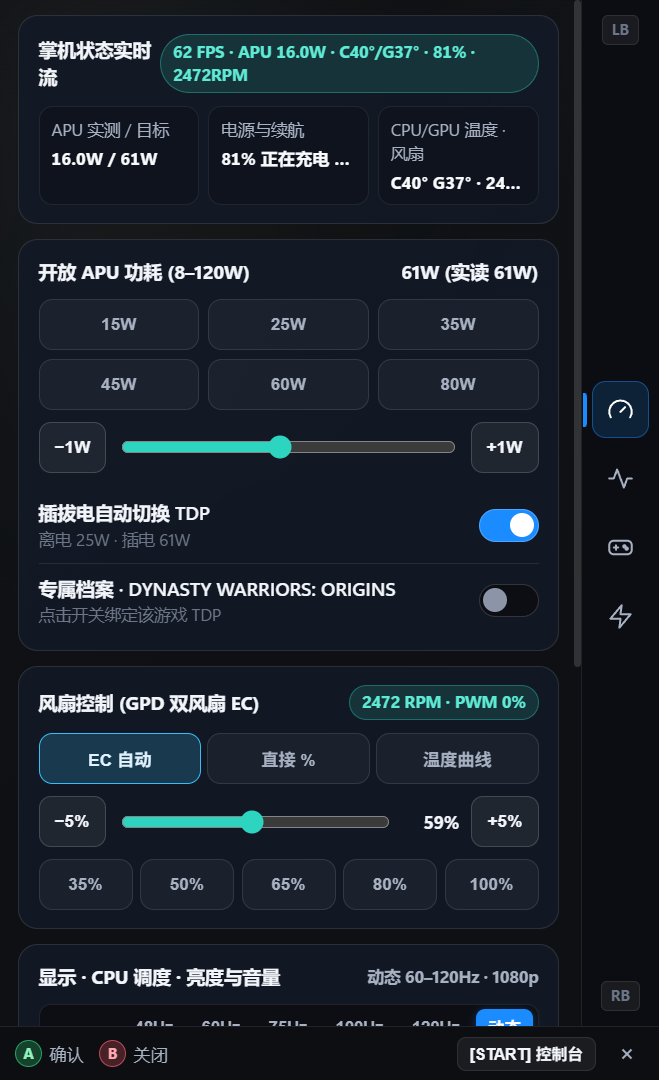 掌机状态实时
流
62 FPS · APU 16.0W · C40°/G37° · 81% ·
2472RPM
APU 实测 / 目标
16.0W / 61W
电源与续航
81% 正在充电 ...
CPU/GPU 温度 ·
风扇
C40° G37° · 24...
LB
开放 APU 功耗 (8–120W)
61W (实读 61W)
15W
25W
35W
45W
60W
80W
−1W
+1W
插拔电自动切换 TDP
离电 25W · 插电 61W
专属档案 · DYNASTY WARRIORS: ORIGINS
点击开关绑定该游戏 TDP
风扇控制 (GPD 双风扇 EC)
2472 RPM · PWM 0%
EC 自动
直接 %
温度曲线
−5%
59%
+5%
35%
50%
65%
80%
100%
显示 · CPU 调度 · 亮度与音量
动态 60–120Hz · 1080p
48Hz
60Hz
75Hz
100Hz
120Hz
动态
RB
A 确认
B 关闭
[START] 控制台
×